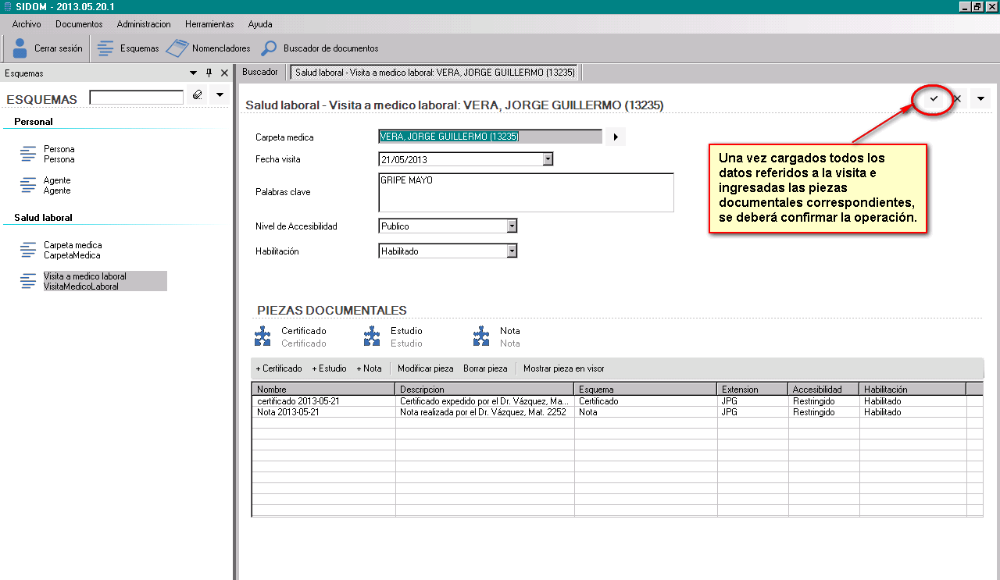 SIDOM - 2013.05.20.1
Archivo Documentos Administracion Herramientas Ayuda
Cerrar sesión Esquemas Nomencladores Buscador de documentos
Esquemas
Buscador Salud laboral - Visita a medico laboral: VERA, JORGE GUILLERMO (13235)
ESQUEMAS
Personal
Persona
Persona
Agente
Agente
Salud laboral
Carpeta medica
CarpetaMedica
Visita a medico laboral
VisitaMedicoLaboral
Salud laboral - Visita a medico laboral: VERA, JORGE GUILLERMO (13235)
Carpeta medica VERA, JORGE GUILLERMO (13235)
Fecha visita 21/05/2013
Palabras clave GRIPE MAYO
Nivel de Accesibilidad Publico
Habilitación Habilitado
Una vez cargados todos los
datos referidos a la visita e
ingresadas las piezas
documentales correspondientes,
se deberá confirmar la operación.
PIEZAS DOCUMENTALES
Certificado Estudio Nota
Certificado Estudio Nota
+ Certificado + Estudio + Nota Modificar pieza Borrar pieza Mostrar pieza en visor
Nombre Descripcion Esquema Extension Accesibilidad Habilitación
certificado 2013-05-21 Certificado expedido por el Dr. Vázquez, Ma... Certificado JPG Restringido Habilitado
Nota 2013-05-21 Nota realizada por el Dr. Vázquez, Mat. 2252 Nota JPG Restringido Habilitado